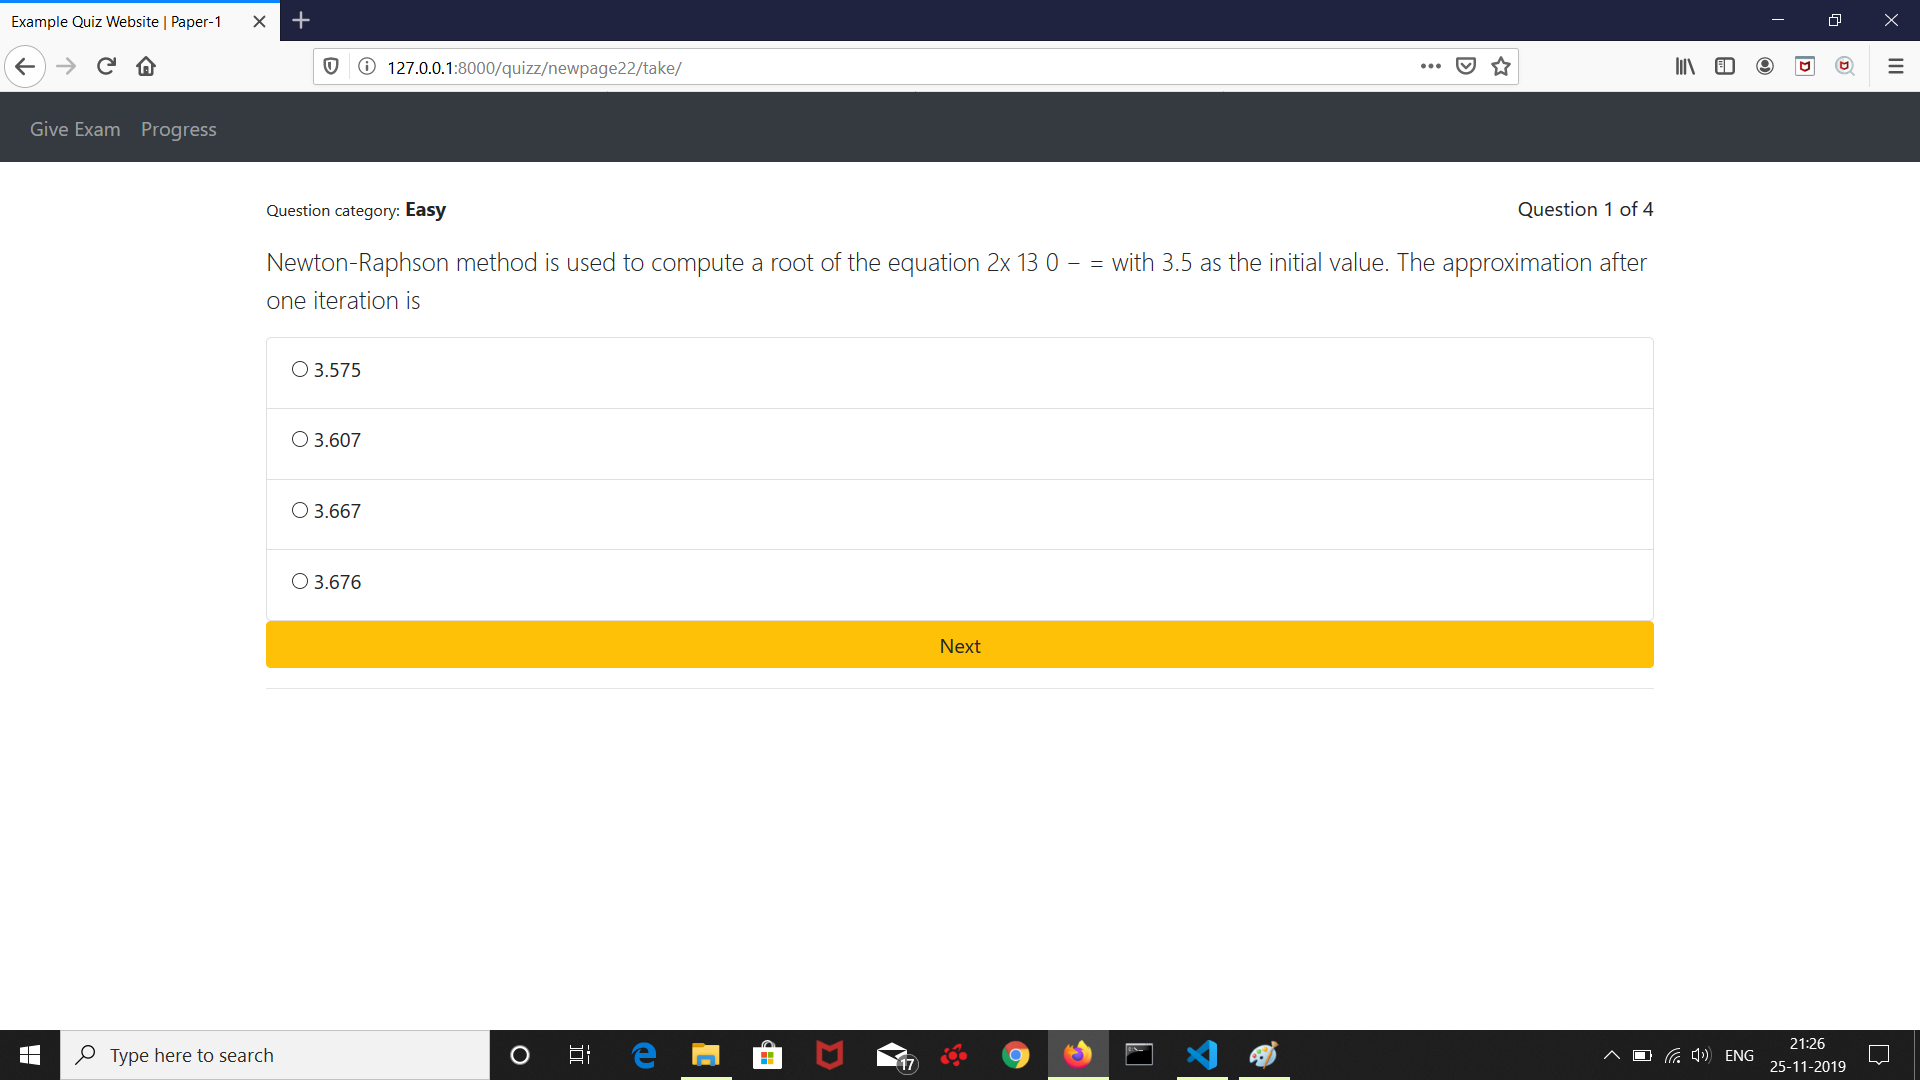 Example Quiz Website | Paper-1
127.0.0.1:8000/quizz/newpage22/take/
Give Exam Progress
Question category: Easy
Question 1 of 4
Newton-Raphson method is used to compute a root of the equation 2x 13 0 − = with 3.5 as the initial value. The approximation after
one iteration is
3.575
3.607
3.667
3.676
Next
Type here to search
17
ENG
21:26
25-11-2019